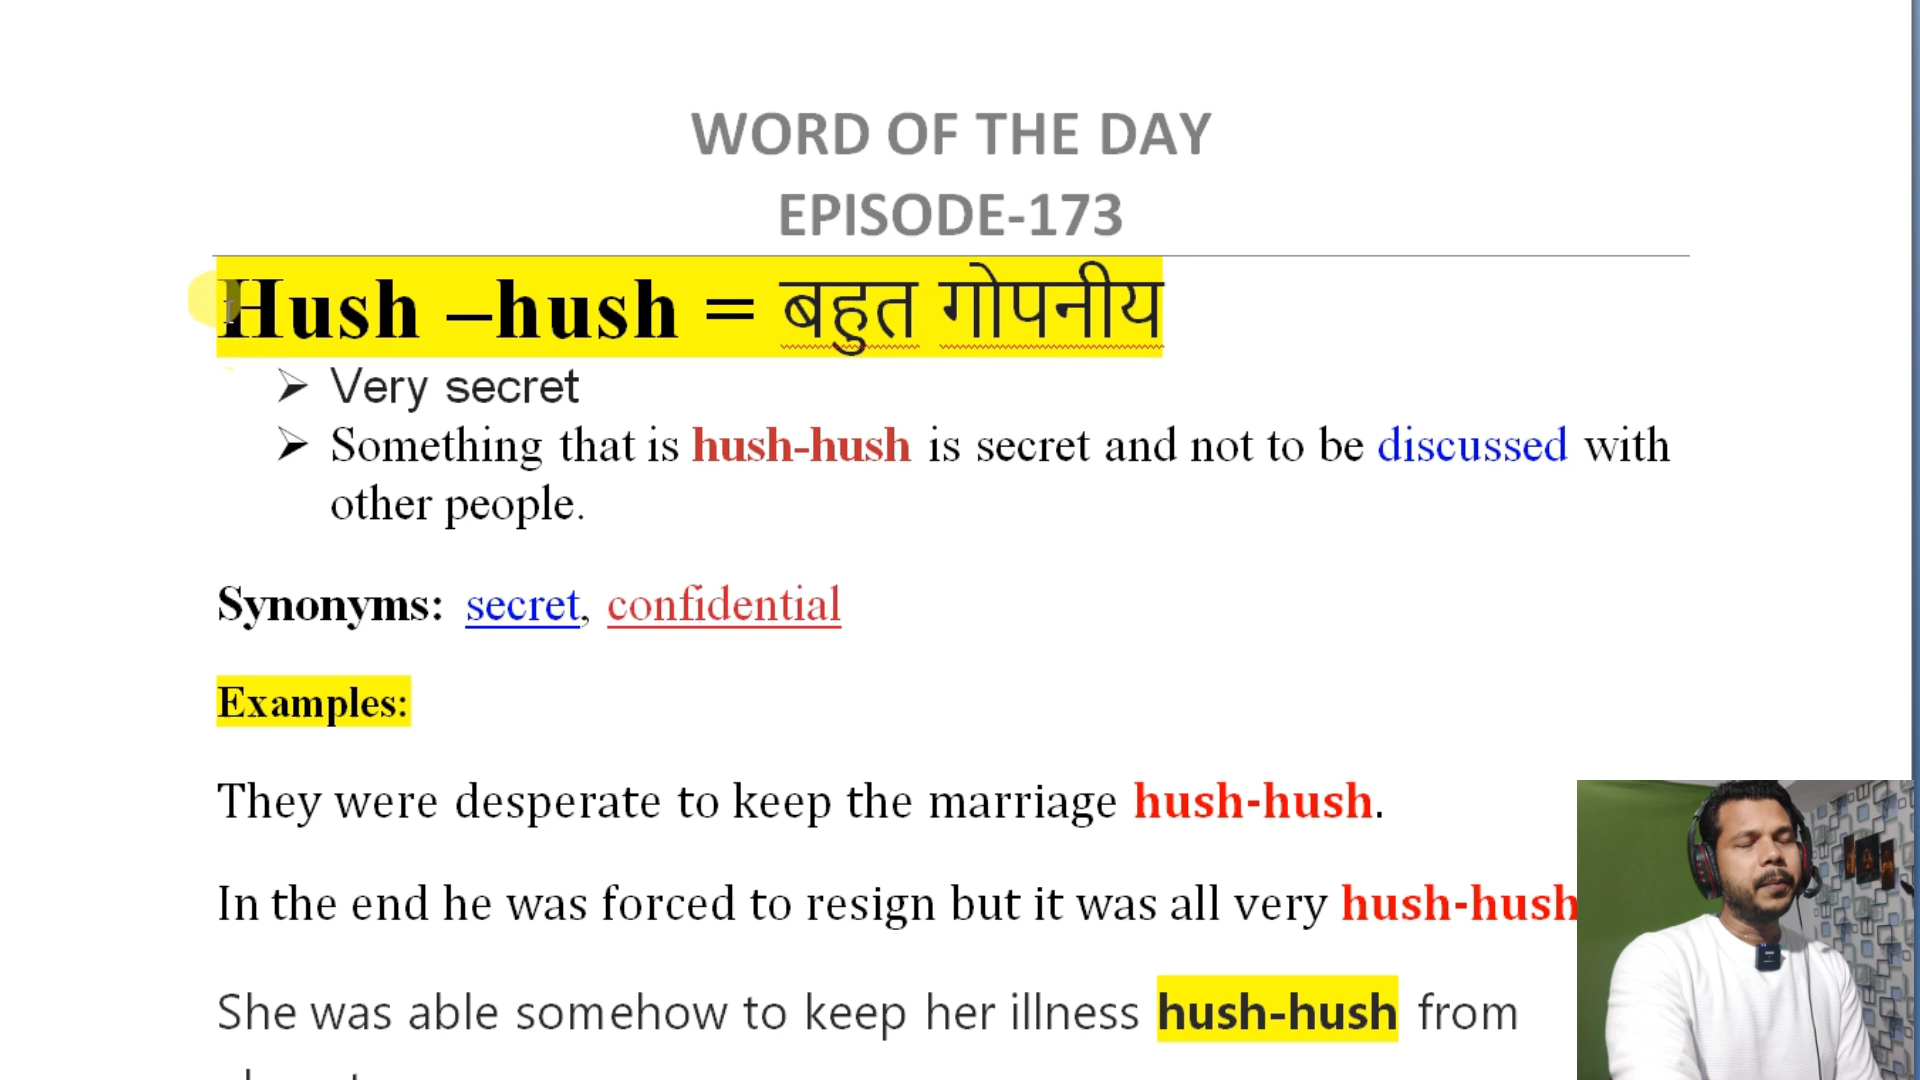 WORD OF THE DAY
EPISODE-173
Hush –hush = बहुत गोपनीय
➢ Very secret
➢ Something that is hush-hush is secret and not to be discussed with
other people.
Synonyms: secret, confidential
Examples:
They were desperate to keep the marriage hush-hush.
In the end he was forced to resign but it was all very hush-hush
She was able somehow to keep her illness hush-hush from